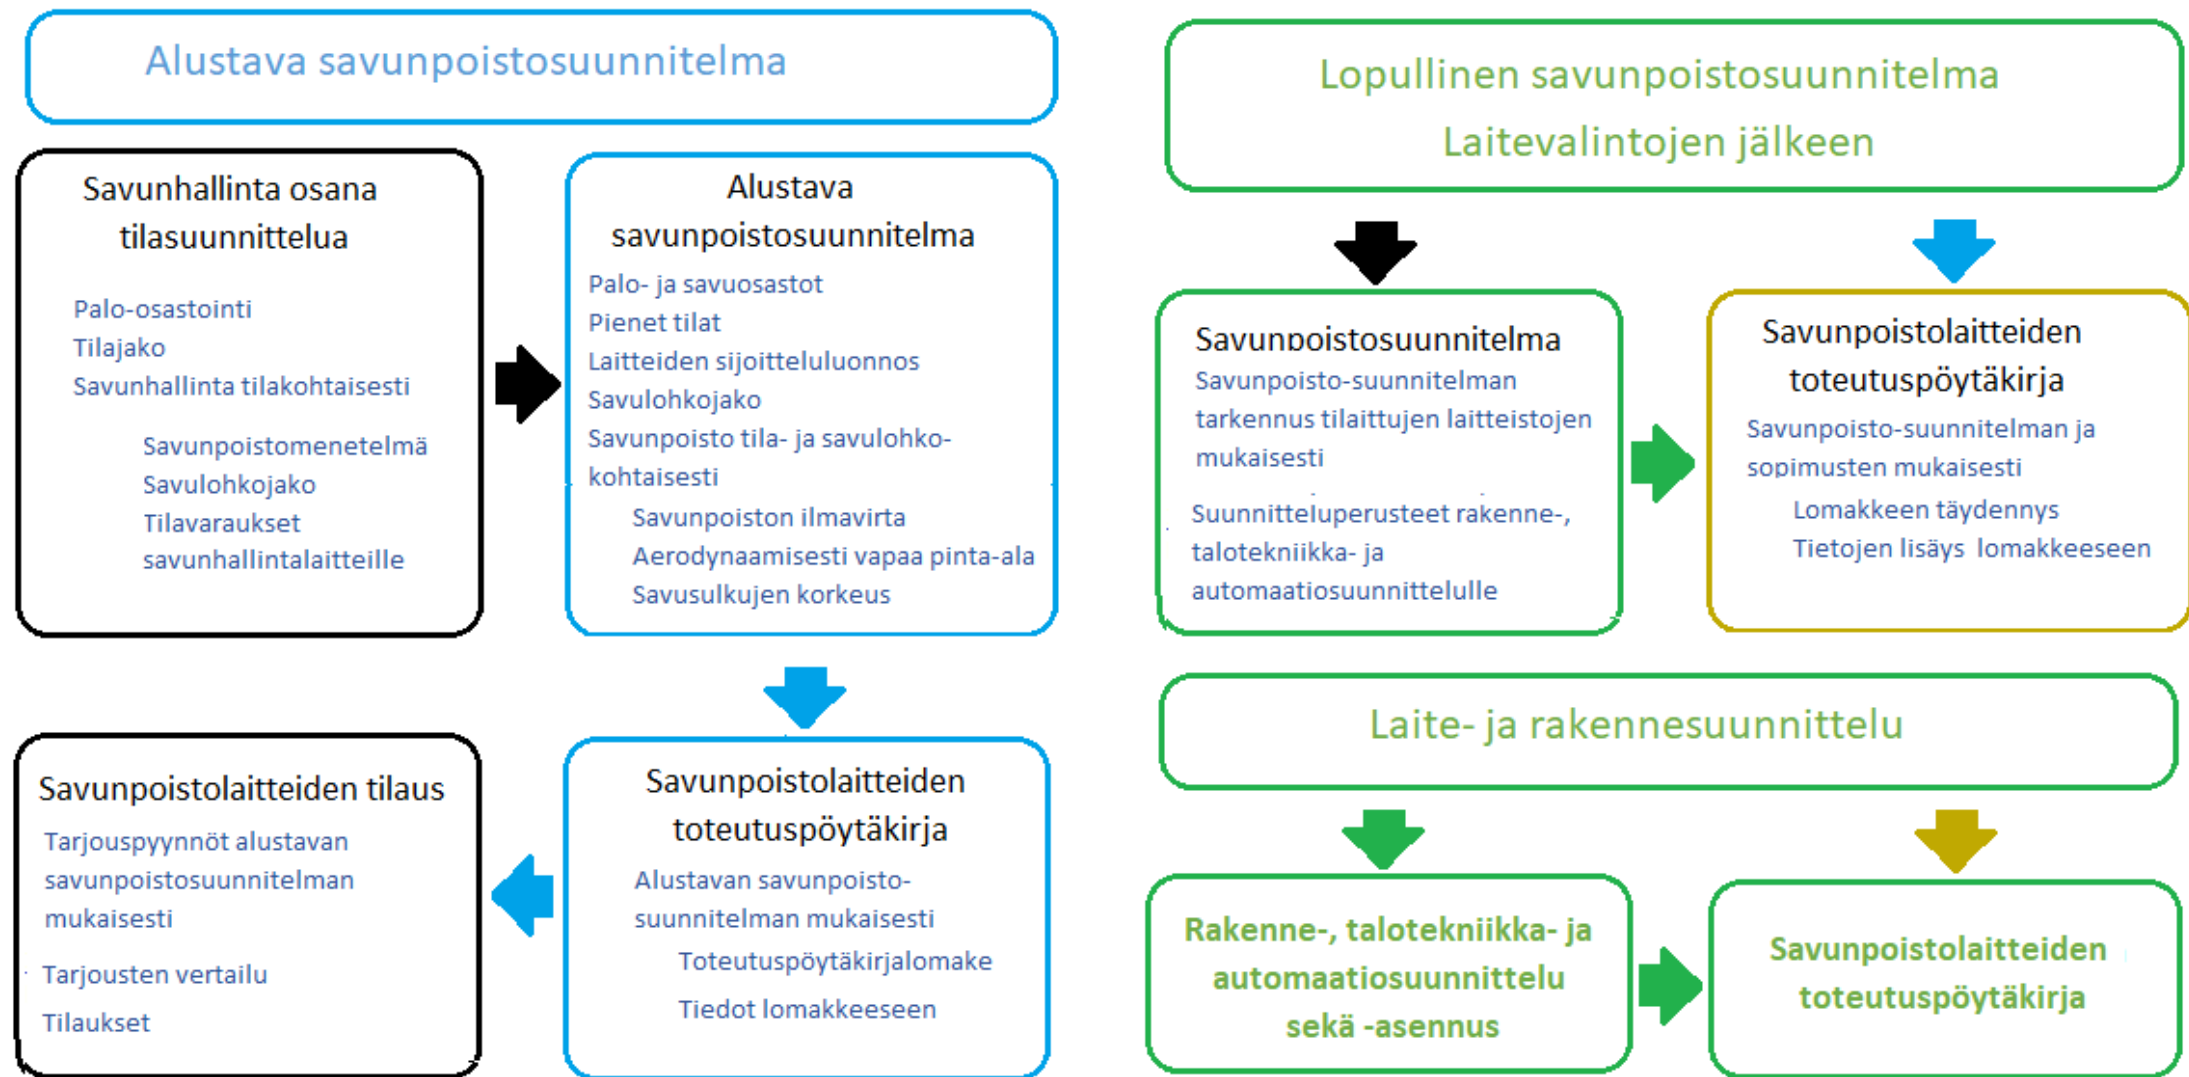 Alustava savunpoistosuunnitelma
Savunhallinta osana
tilasuunnittelua
Palo-osastointi
Tilajako
Savunhallinta tilakohtaisesti
Savunpoistomenetelmä
Savulohkojako
Tilavaraukset
savunhallintalaitteille
Alustava
savunpoistosuunnitelma
Palo- ja savuosastot
Pienet tilat
Laitteiden sijoitteluluonnos
Savulohkojako
Savunpoisto tila- ja savulohko-
kohtaisesti
Savunpoiston ilmavirta
Aerodynaamisesti vapaa pinta-ala
Savusulkujen korkeus
Savunpoistolaitteiden tilaus
Tarjouspyynnöt alustavan
savunpoistosuunnitelman
mukaisesti
Tarjousten vertailu
Tilaukset
Savunpoistolaitteiden
toteutuspöytäkirja
Alustavan savunpoisto-
suunnitelman mukaisesti
Toteutuspöytäkirjalomake
Tiedot lomakkeeseen
Lopullinen savunpoistosuunnitelma
Laitevalintojen jälkeen
Savunpoistosuunnitelma
Savunpoisto-suunnitelman
tarkennus tilaittujen laitteistojen
mukaisesti
Suunnitteluperusteet rakenne-,
talotekniikka- ja
automaatiosuunnittelulle
Savunpoistolaitteiden
toteutuspöytäkirja
Savunpoisto-suunnitelman ja
sopimusten mukaisesti
Lomakkeen täydennys
Tietojen lisäys lomakkeeseen
Laite- ja rakennesuunnittelu
Rakenne-, talotekniikka- ja
automaatiosuunnittelu
sekä -asennus
Savunpoistolaitteiden
toteutuspöytäkirja